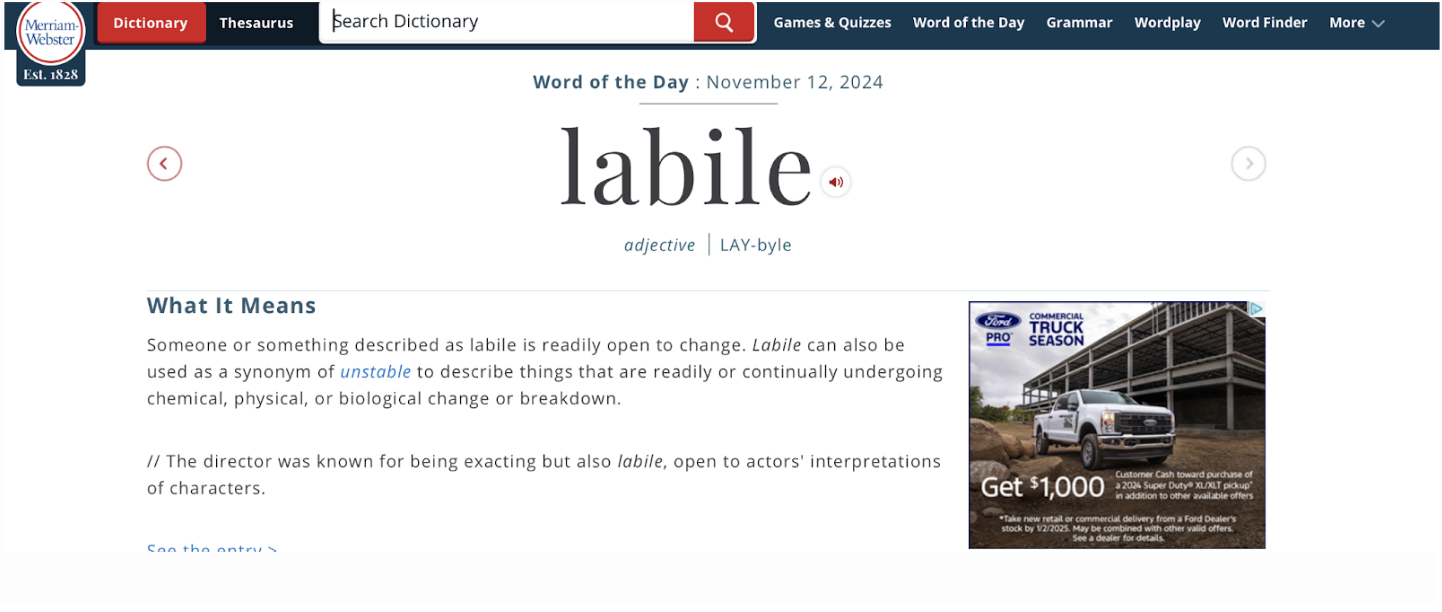 Merriam-
Webster
Est. 1828
Dictionary
Thesaurus
Search Dictionary
Games & Quizzes
Word of the Day
Grammar
Wordplay
Word Finder
More
Word of the Day : November 12, 2024
labile
adjective | LAY-byle
What It Means
Someone or something described as labile is readily open to change. Labile can also be
used as a synonym of unstable to describe things that are readily or continually undergoing
chemical, physical, or biological change or breakdown.
// The director was known for being exacting but also labile, open to actors' interpretations
of characters.
See the entry >
Ford
PRO™
COMMERCIAL
TRUCK
SEASON
Get $1,000
Customer Cash toward purchase of
a 2024 Super Duty® XL/XLT pickup*
in addition to other available offers
*Take new retail or commercial delivery from a Ford Dealer's
stock by 1/2/2025. May be combined with other valid offers.
See a dealer for details.